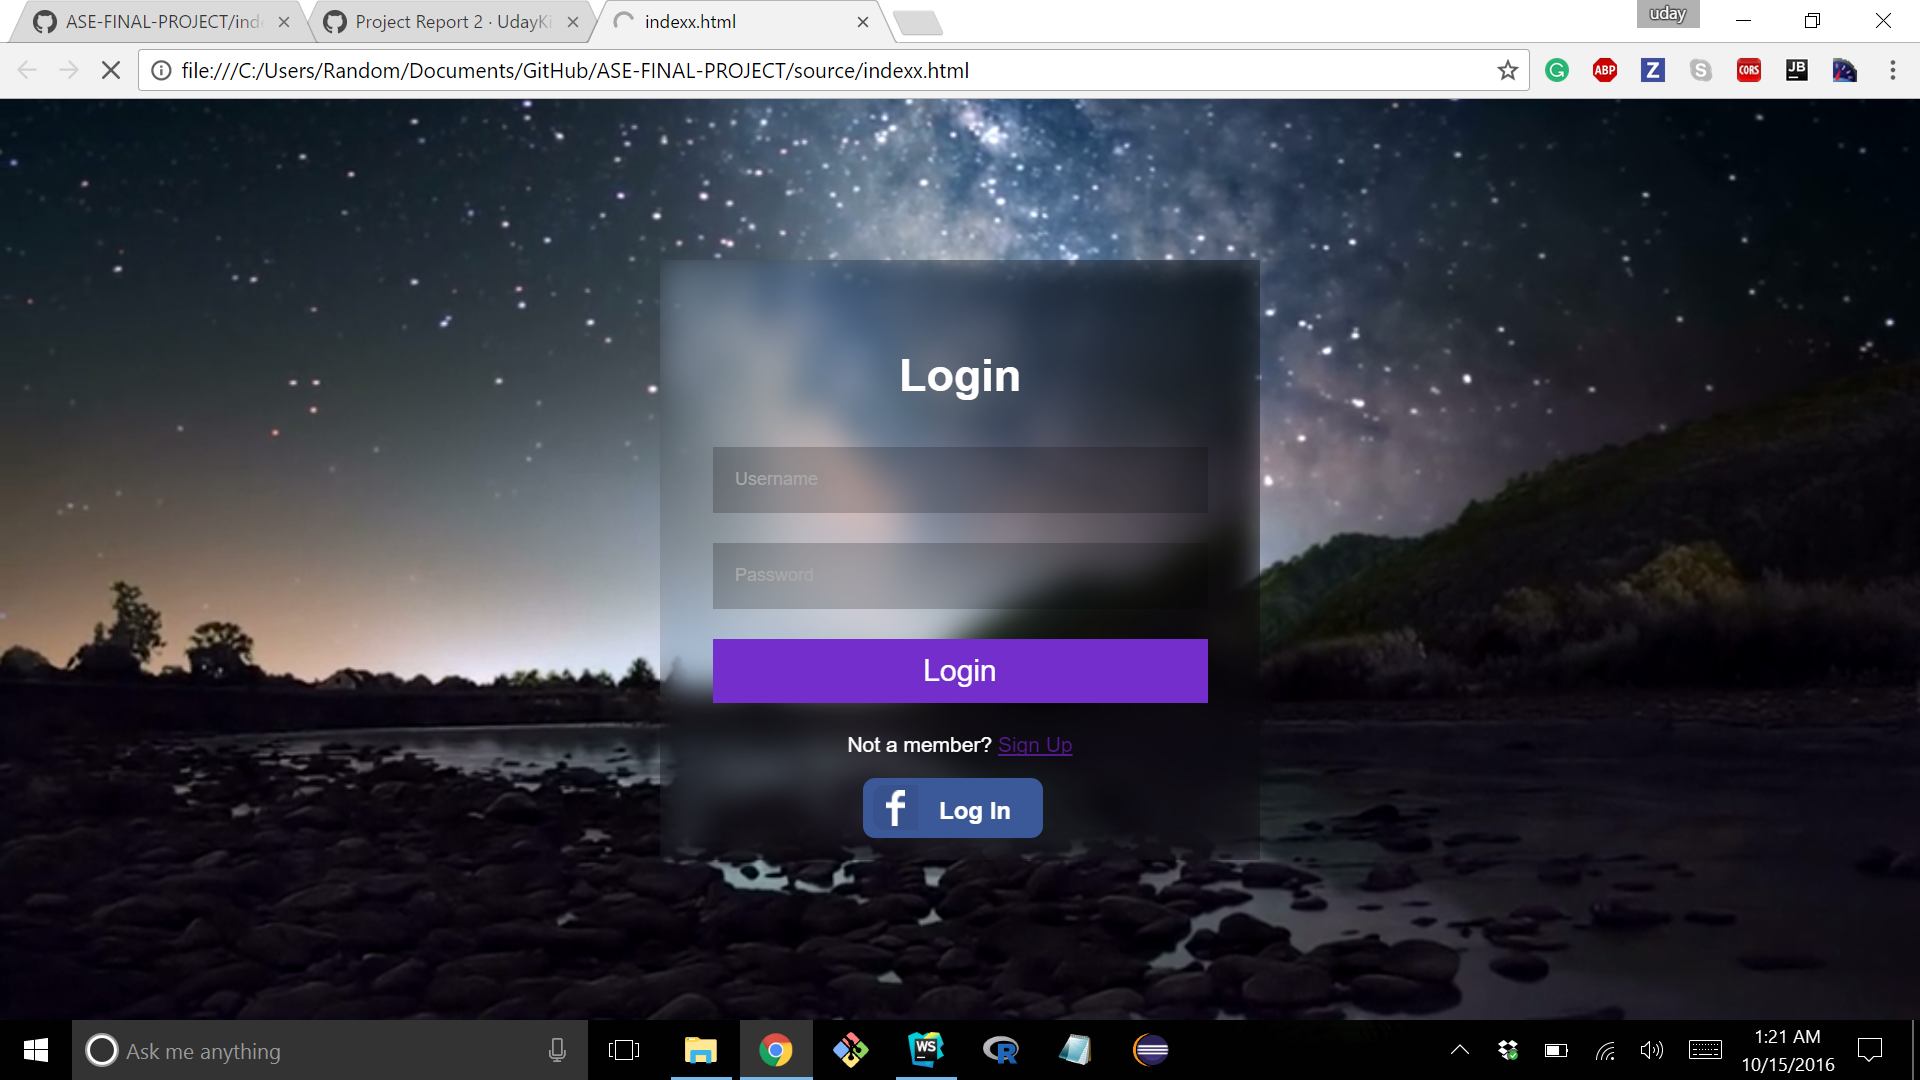 ASE-FINAL-PROJECT/inde
Project Report 2 · UdayKi
indexx.html
uday
file:///C:/Users/Random/Documents/GitHub/ASE-FINAL-PROJECT/source/indexx.html
G
ABP
Z
S
CORS
JB
Login
Username
Password
Login
Not a member? Sign Up
f Log In
Ask me anything
WS
R
1:21 AM
10/15/2016